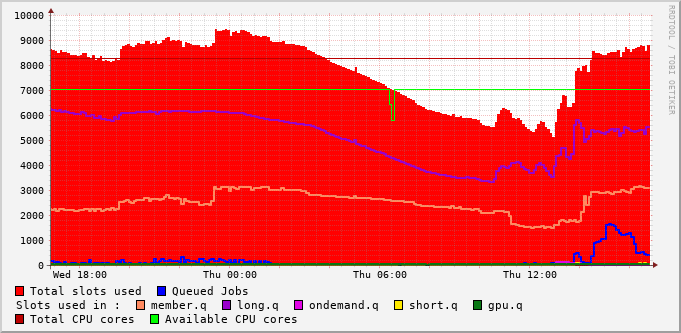 10000
9000
8000
7000
6000
5000
4000
3000
2000
1000
0
Wed 18:00 Thu 00:00 Thu 06:00 Thu 12:00
RRDTOOL / TOBI OETIKER
Total slots used Queued Jobs
Slots used in : member.q long.q ondemand.q short.q gpu.q
Total CPU cores Available CPU cores